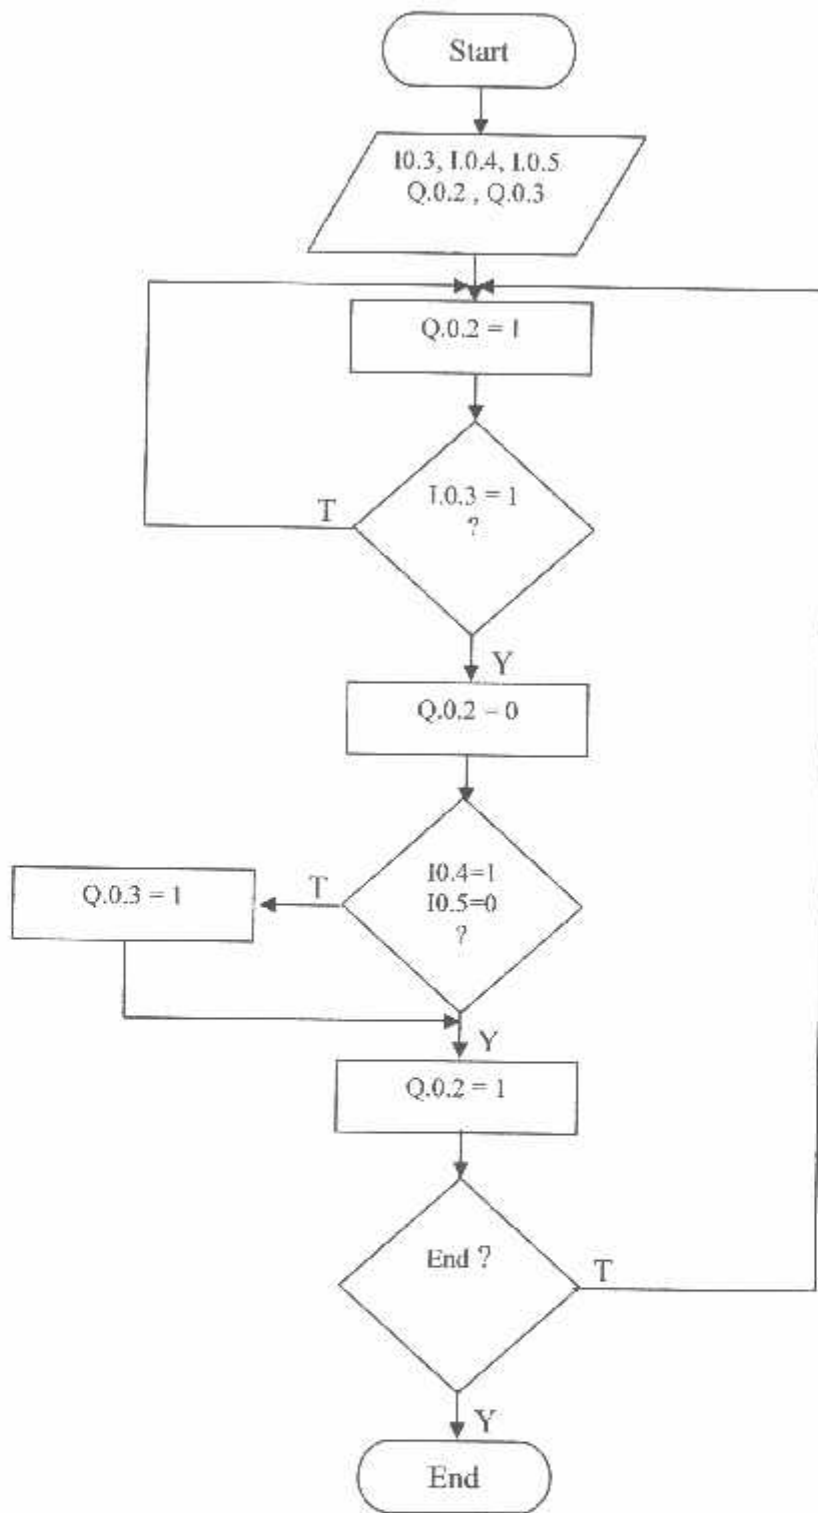 Start
I0.3, I.0.4, I.0.5
Q.0.2 , Q.0.3
Q.0.2 = 1
I.0.3 = 1
?
T
Y
Q.0.2 = 0
I0.4=1
I0.5=0
?
T
Q.0.3 = 1
Y
Q.0.2 = 1
End ?
T
Y
End